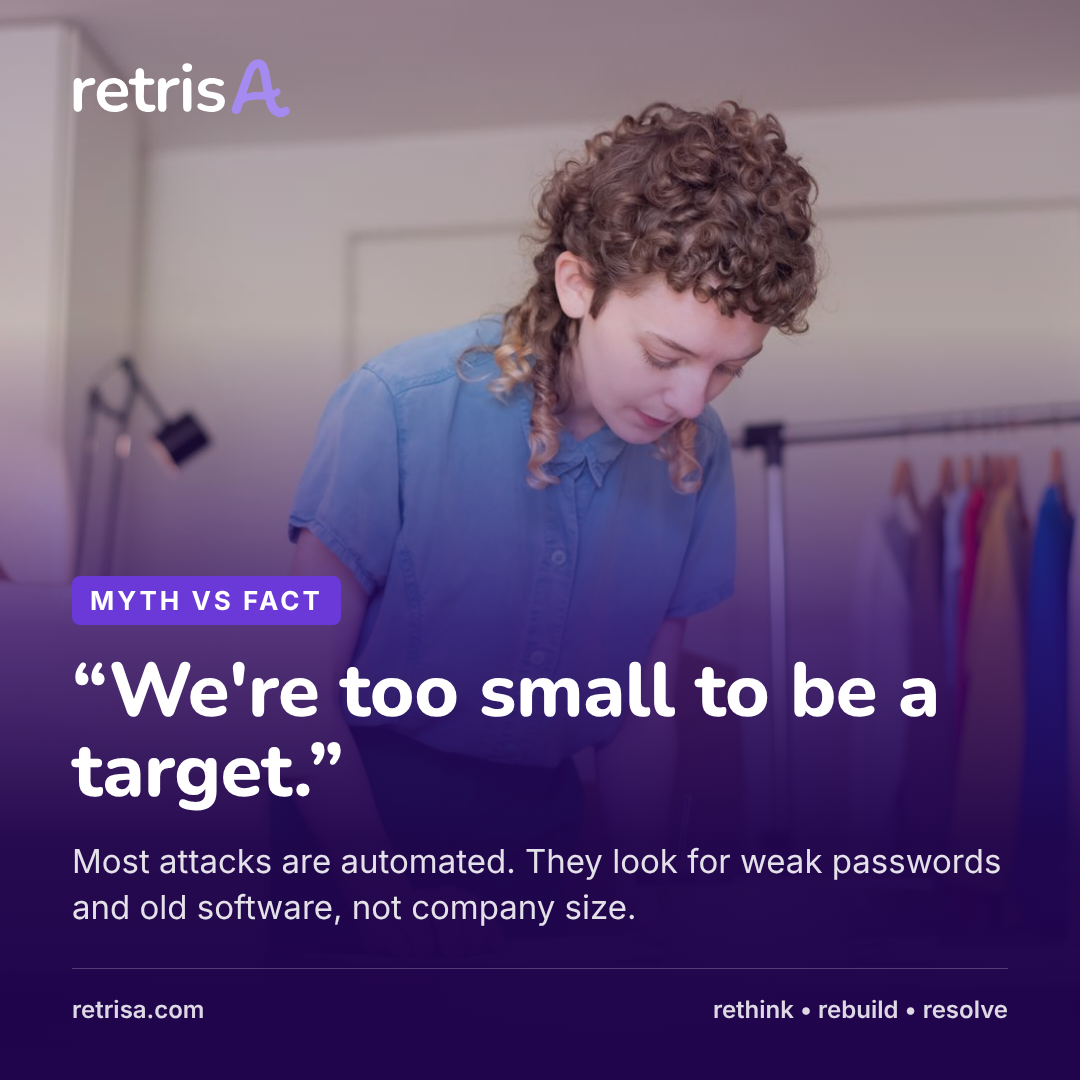 retrisA
MYTH VS FACT
“We're too small to be a
target.”
Most attacks are automated. They look for weak passwords
and old software, not company size.
retrisa.com
rethink • rebuild • resolve